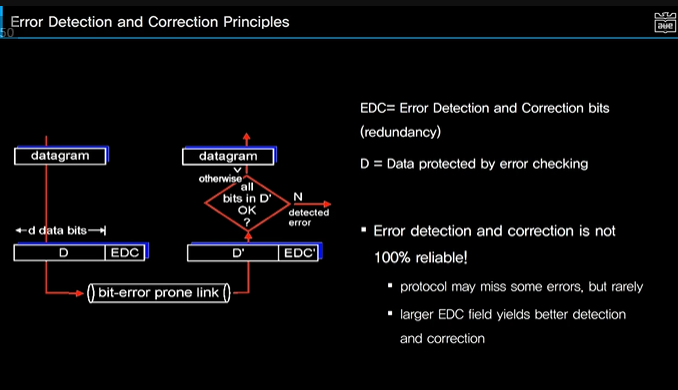 Error Detection and Correction Principles
50
EDC= Error Detection and Correction bits
(redundancy)
D = Data protected by error checking
datagram
datagram
otherwise
all
bits in D'
OK
?
N
detected
error
d data bits
D
EDC
D'
EDC'
() bit-error prone link ()
▪ Error detection and correction is not
100% reliable!
▪ protocol may miss some errors, but rarely
▪ larger EDC field yields better detection
and correction